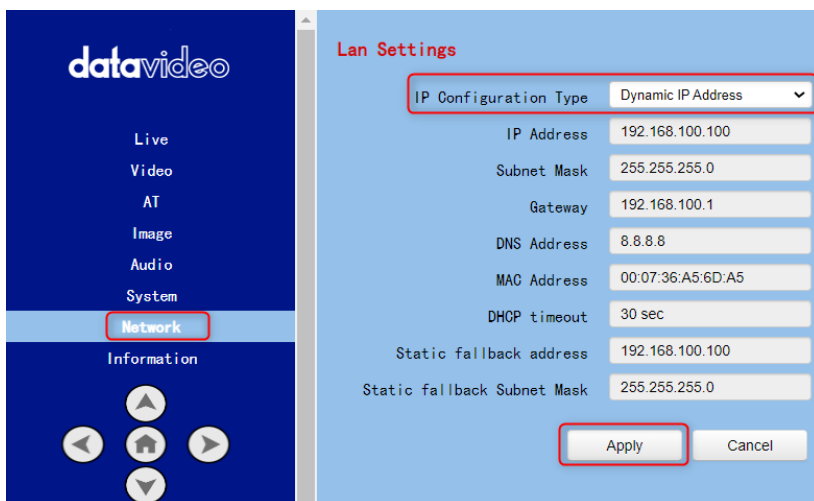 datavideo
Live
Video
AT
Image
Audio
System
Network
Information
Lan Settings
IP Configuration Type Dynamic IP Address
IP Address 192.168.100.100
Subnet Mask 255.255.255.0
Gateway 192.168.100.1
DNS Address 8.8.8.8
MAC Address 00:07:36:A5:6D:A5
DHCP timeout 30 sec
Static fallback address 192.168.100.100
Static fallback Subnet Mask 255.255.255.0
Apply Cancel